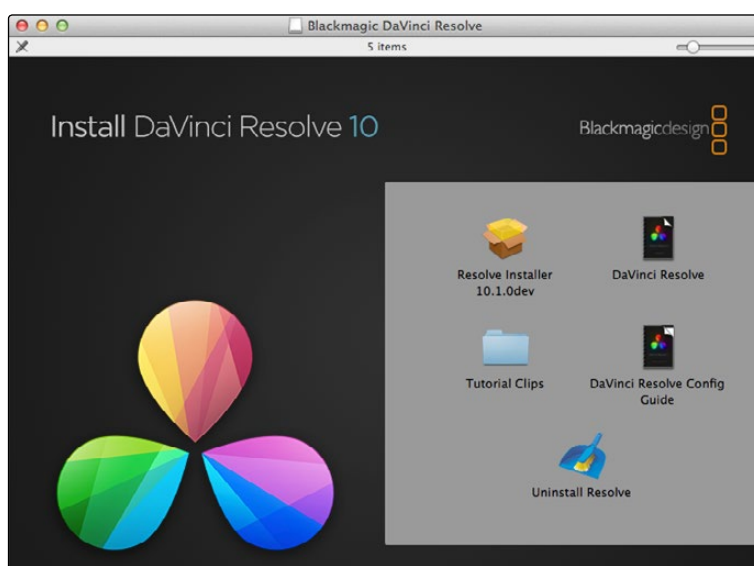 Blackmagic DaVinci Resolve
5 items
Install DaVinci Resolve 10
Blackmagicdesign
Resolve Installer
10.1.0dev
DaVinci Resolve
Tutorial Clips
DaVinci Resolve Config
Guide
Uninstall Resolve